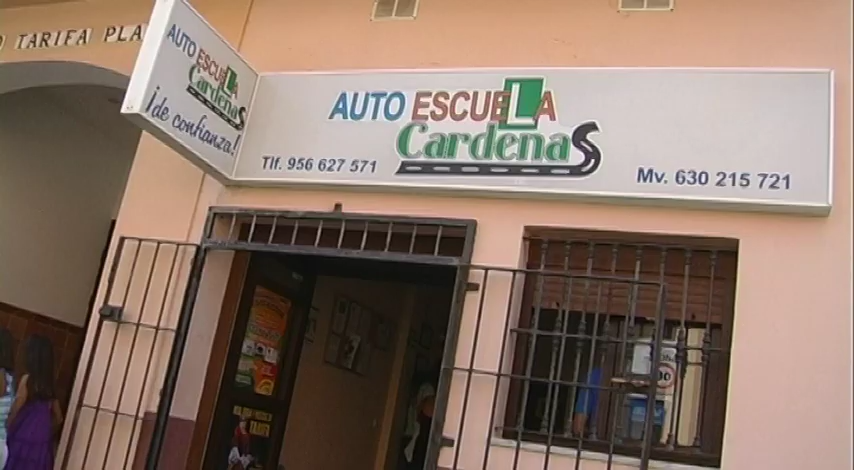 TARIFA PLA
AUTO ESCUELA
Cardenas
¡de confianza!
AUTO ESCUELA
Cardenas
Tlf. 956 627 571
Mv. 630 215 721